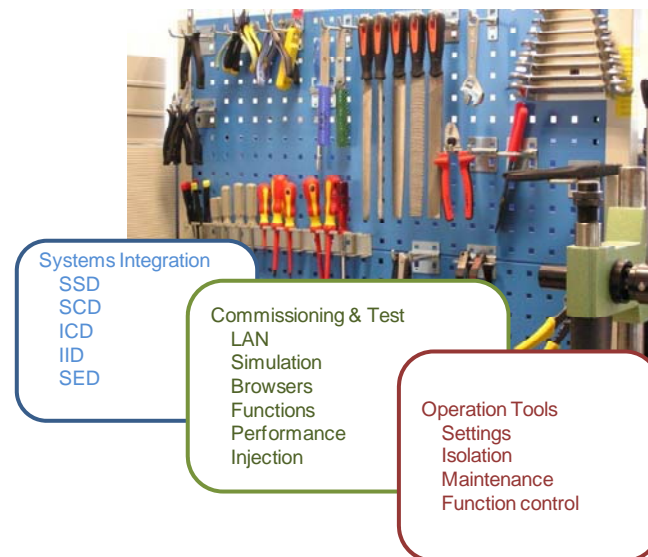 Systems Integration
SSD
SCD
ICD
IID
SED
Commissioning & Test
LAN
Simulation
Browsers
Functions
Performance
Injection
Operation Tools
Settings
Isolation
Maintenance
Function control